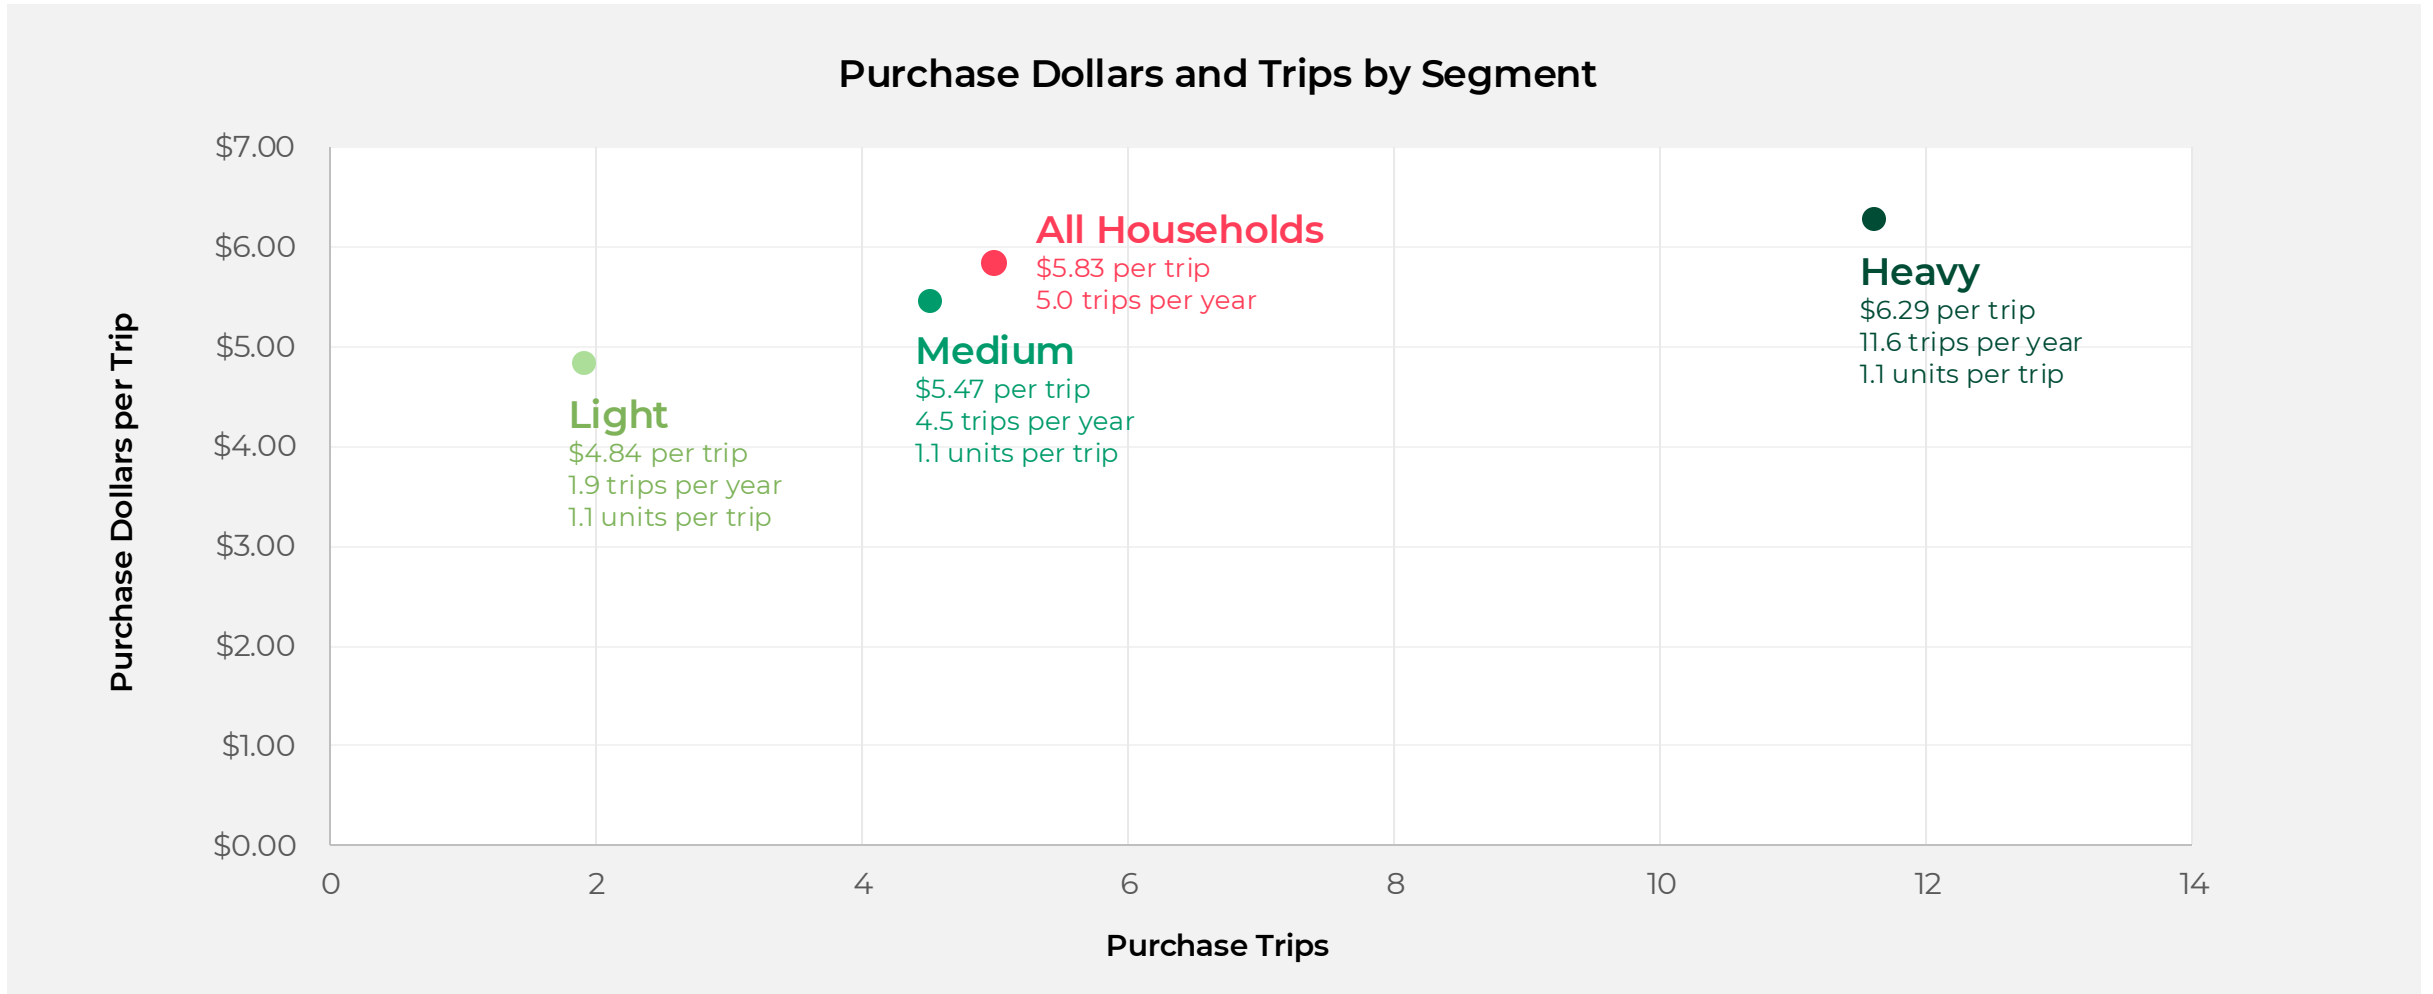 Purchase Dollars and Trips by Segment
Purchase Dollars per Trip
$7.00
$6.00
$5.00
$4.00
$3.00
$2.00
$1.00
$0.00
All Households
$5.83 per trip
5.0 trips per year
Heavy
$6.29 per trip
11.6 trips per year
1.1 units per trip
Medium
$5.47 per trip
4.5 trips per year
1.1 units per trip
Light
$4.84 per trip
1.9 trips per year
1.1 units per trip
0 2 4 6 8 10 12 14
Purchase Trips